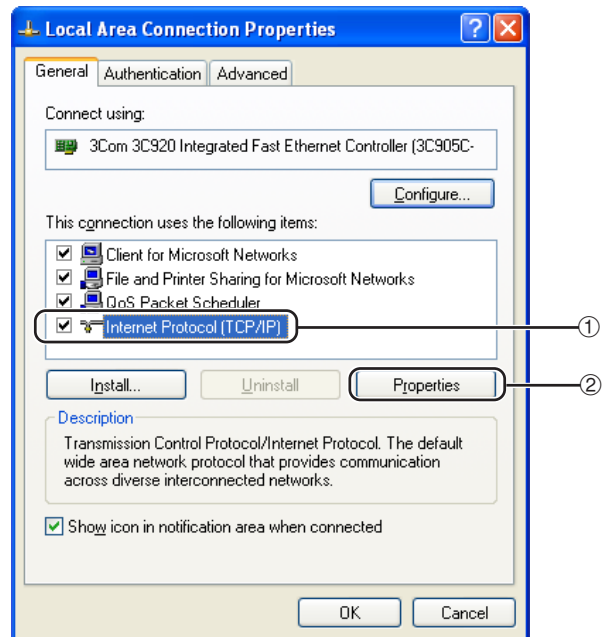 Local Area Connection Properties
General Authentication Advanced
Connect using:
3Com 3C920 Integrated Fast Ethernet Controller (3C905C-
Configure...
This connection uses the following items:
Client for Microsoft Networks
File and Printer Sharing for Microsoft Networks
QoS Packet Scheduler
Internet Protocol (TCP/IP)
①
Install... Uninstall Properties
②
Description
Transmission Control Protocol/Internet Protocol. The default
wide area network protocol that provides communication
across diverse interconnected networks.
Show icon in notification area when connected
OK Cancel